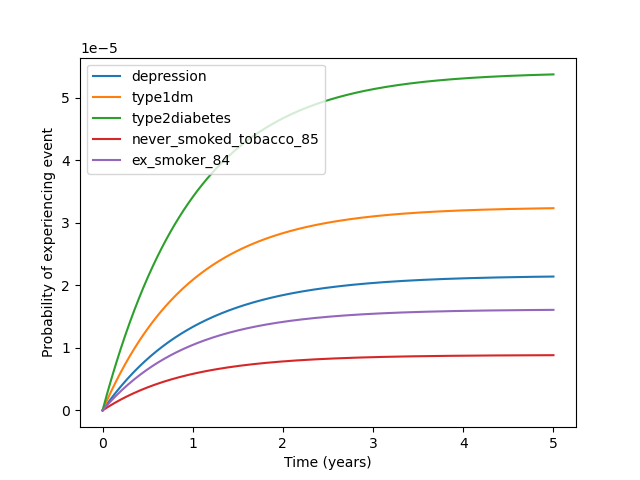 1e−5
depression
type1dm
type2diabetes
never_smoked_tobacco_85
ex_smoker_84
Probability of experiencing event
5
4
3
2
1
0
0 1 2 3 4 5
Time (years)